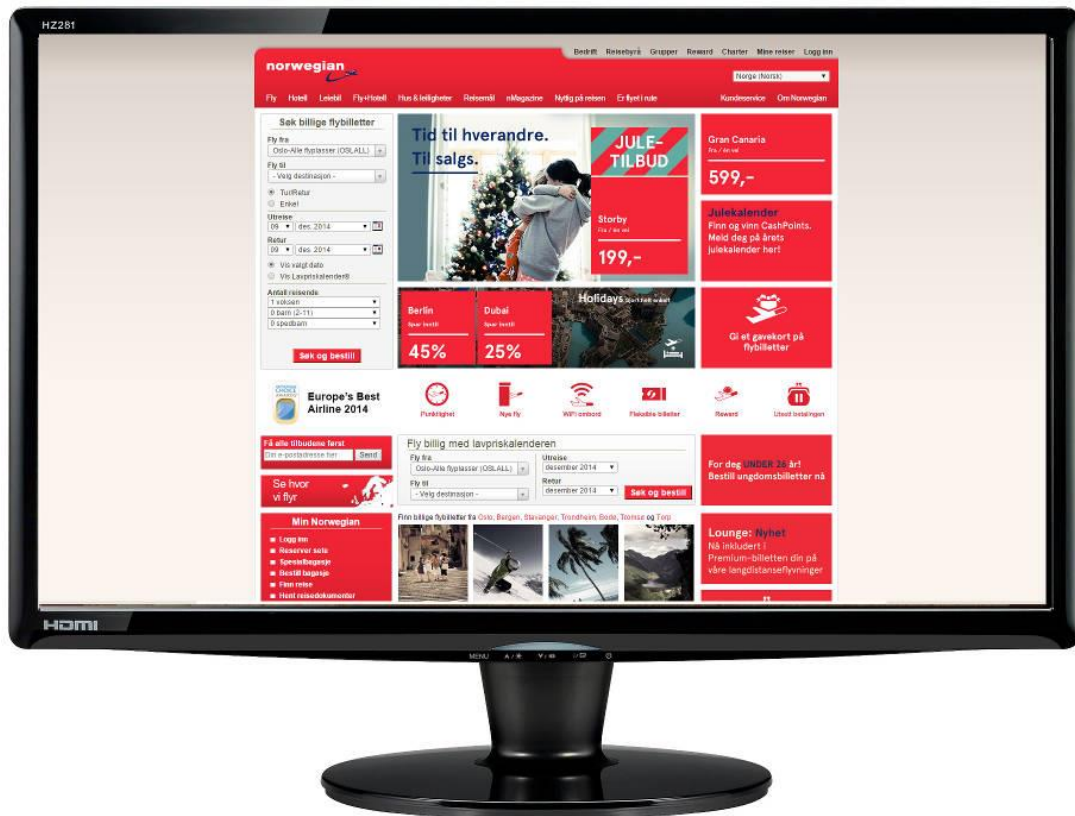 HZ281
Bedrift Reisebyrå Grupper Reward Charter Mine reiser Logg inn
norwegian
Norge (Norsk)
Fly Hotell Leiebil Fly+Hotell Hus & leiligheter Reisemål nMagazine Nyttig på reisen Er flyet i rute Kundeservice Om Norwegian
Søk billige flybilletter
Fly fra
Oslo-Alle flyplasser (OSLALL)
Fly til
- Velg destinasjon -
Tur/Retur
Enkel
Utreise
09 des. 2014
Retur
09 des. 2014
Vis valgt dato
Vis Lavpriskalender®
Antall reisende
1 voksen
0 barn (2-11)
0 spedbarn
Søk og bestill
Tid til hverandre.
Til salgs.
JULE-
TILBUD
Storby
Fra / én vei
199,-
Gran Canaria
Fra / én vei
599,-
Julekalender
Finn og vinn CashPoints.
Meld deg på årets
julekalender her!
Berlin
Spar inntil
45%
Dubai
Spar inntil
25%
Holidays
Gi et gavekort på
flybilletter
Europe's Best
Airline 2014
Punktlighet
Nye fly
WiFi ombord
Fleksible billetter
Reward
Utsett betalingen
Få alle tilbudene først
Din e-postadresse her Send
Se hvor
vi flyr
Fly billig med lavpriskalenderen
Fly fra
Oslo-Alle flyplasser (OSLALL)
Fly til
- Velg destinasjon -
Utreise
desember 2014
Retur
desember 2014
Søk og bestill
For deg UNDER 26 år!
Bestill ungdomsbilletter nå
Min Norwegian
Logg inn
Reserver sete
Spesialbagasje
Bestill bagasje
Finn reise
Hent reisedokumenter
Finn billige flybilletter fra Oslo, Bergen, Stavanger, Trondheim, Bodø, Tromsø og Torp
Lounge: Nyhet
Nå inkludert i
Premium-billetten din på
våre langdistanseflyvninger
HDMI
MENU